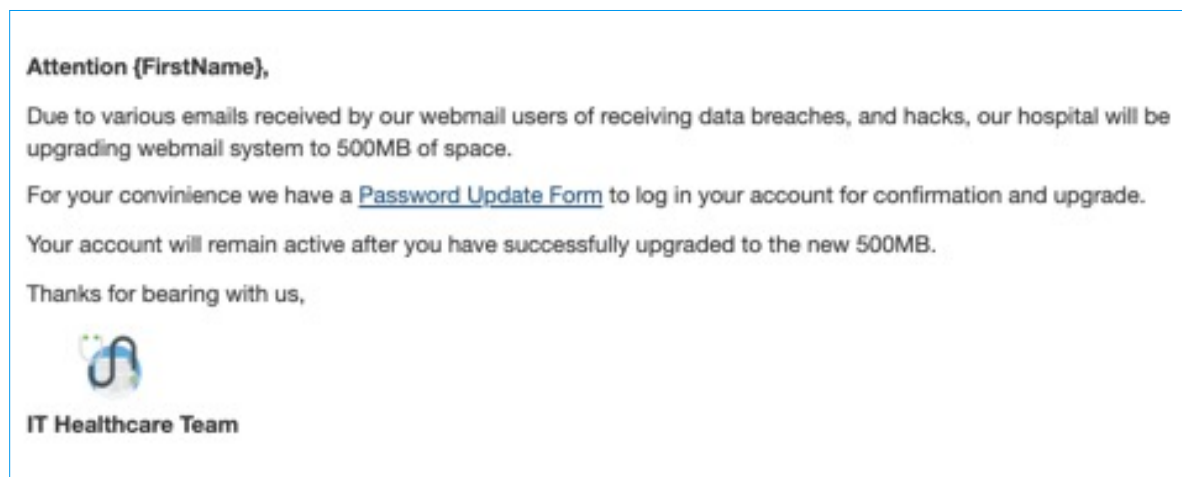 Attention {FirstName},
Due to various emails received by our webmail users of receiving data breaches, and hacks, our hospital will be
upgrading webmail system to 500MB of space.
For your convinience we have a Password Update Form to log in your account for confirmation and upgrade.
Your account will remain active after you have successfully upgraded to the new 500MB.
Thanks for bearing with us,
IT Healthcare Team